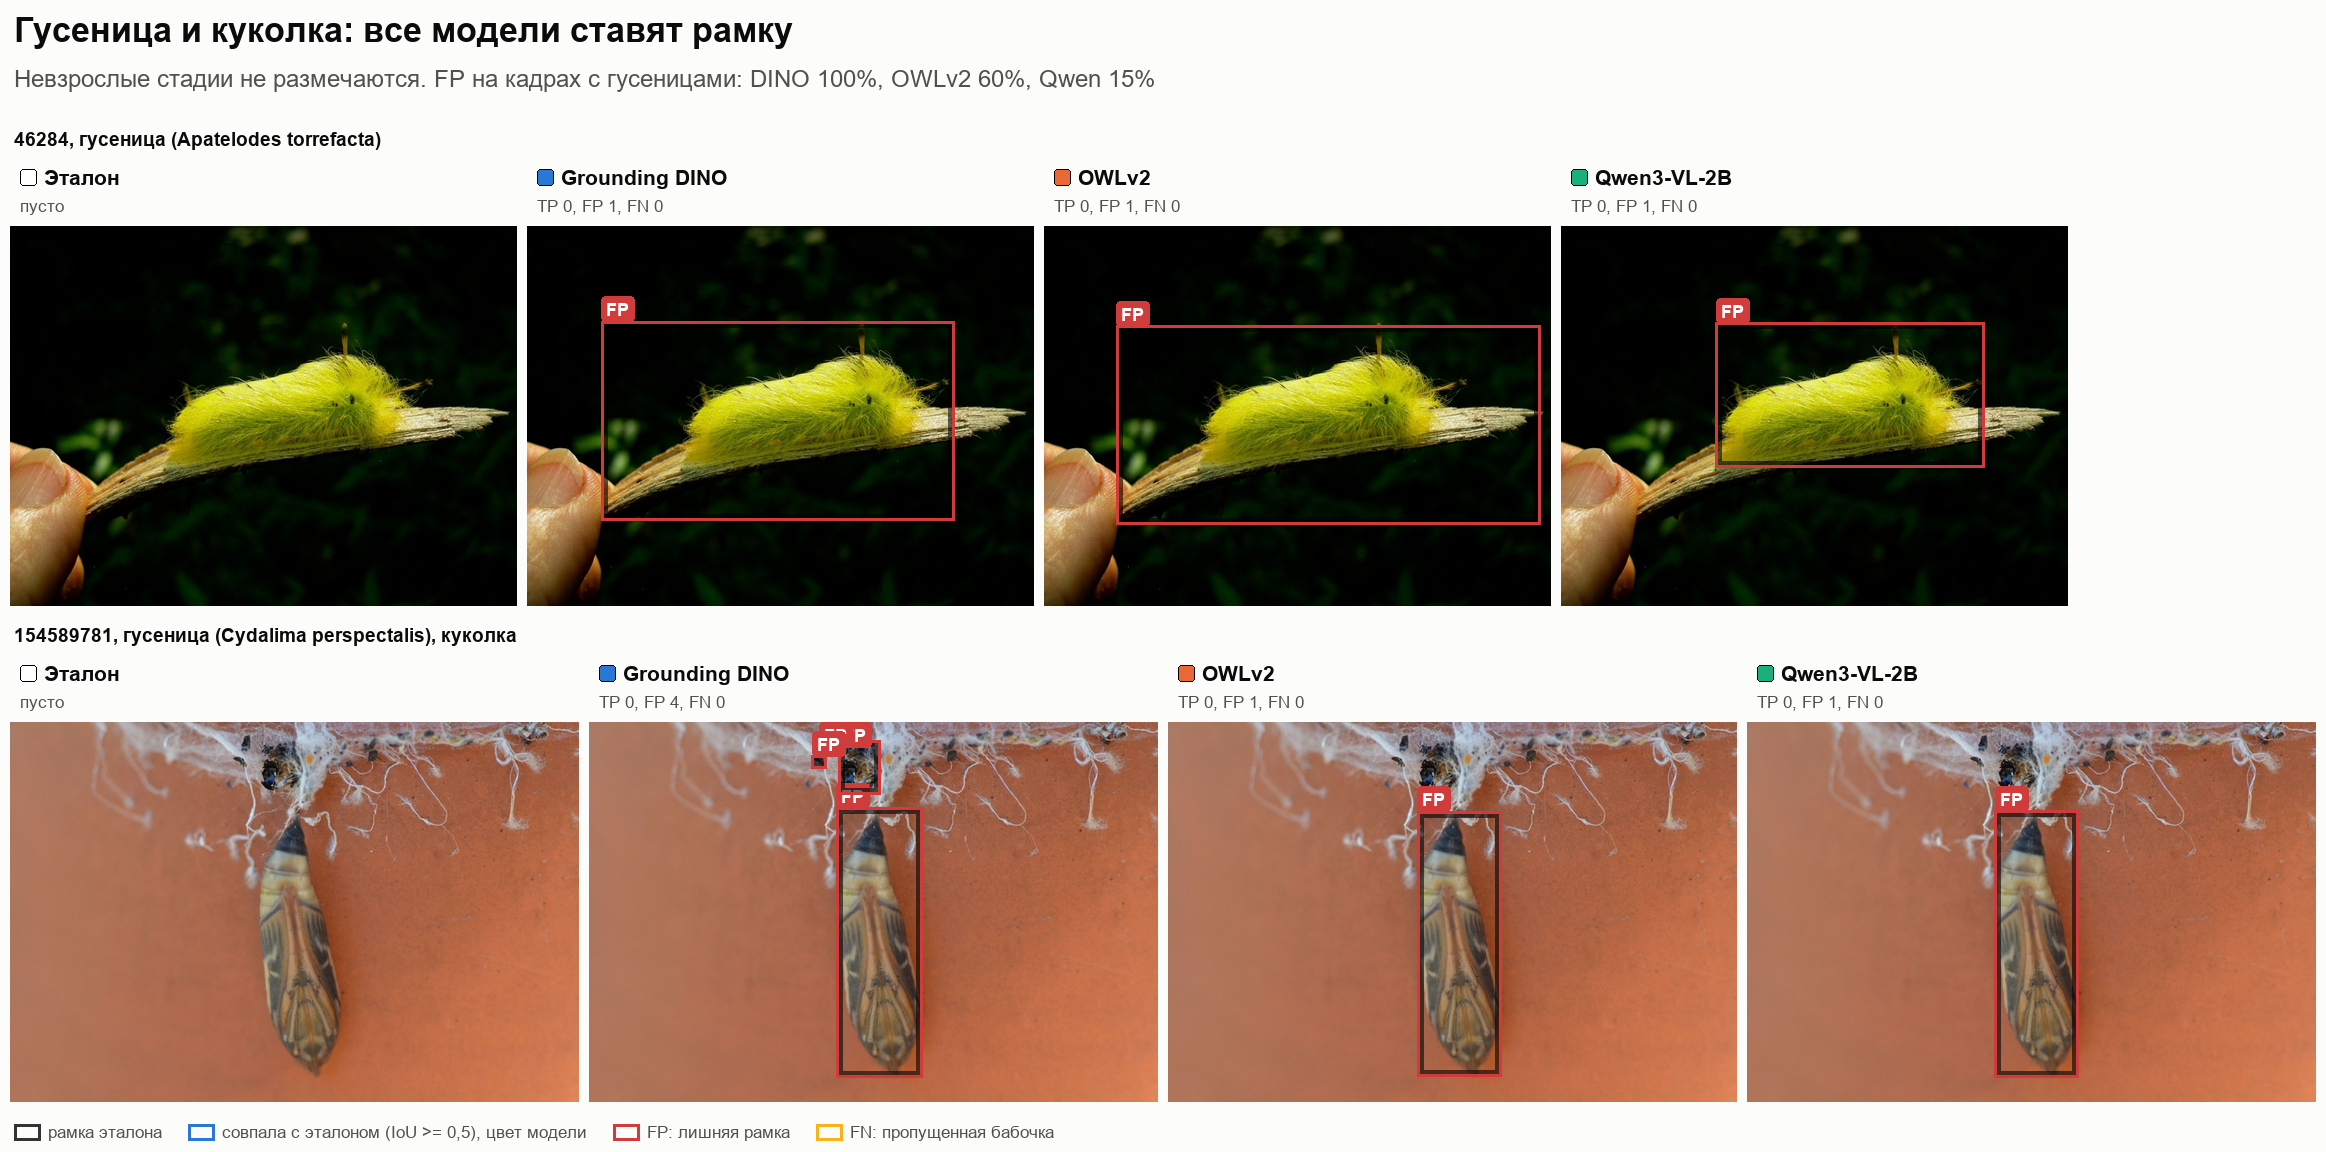 Гусеница и куколка: все модели ставят рамку
Невзрослые стадии не размечаются. FP на кадрах с гусеницами: DINO 100%, OWLv2 60%, Qwen 15%
46284, гусеница (Apatelodes torrefacta)
Эталон
пусто
Grounding DINO
TP 0, FP 1, FN 0
OWLv2
TP 0, FP 1, FN 0
Qwen3-VL-2B
TP 0, FP 1, FN 0
FP
FP
FP
154589781, гусеница (Cydalima perspectalis), куколка
Эталон
пусто
Grounding DINO
TP 0, FP 4, FN 0
OWLv2
TP 0, FP 1, FN 0
Qwen3-VL-2B
TP 0, FP 1, FN 0
FP
FP
FP
FP
рамка эталона
совпала с эталоном (IoU >= 0,5), цвет модели
FP: лишняя рамка
FN: пропущенная бабочка